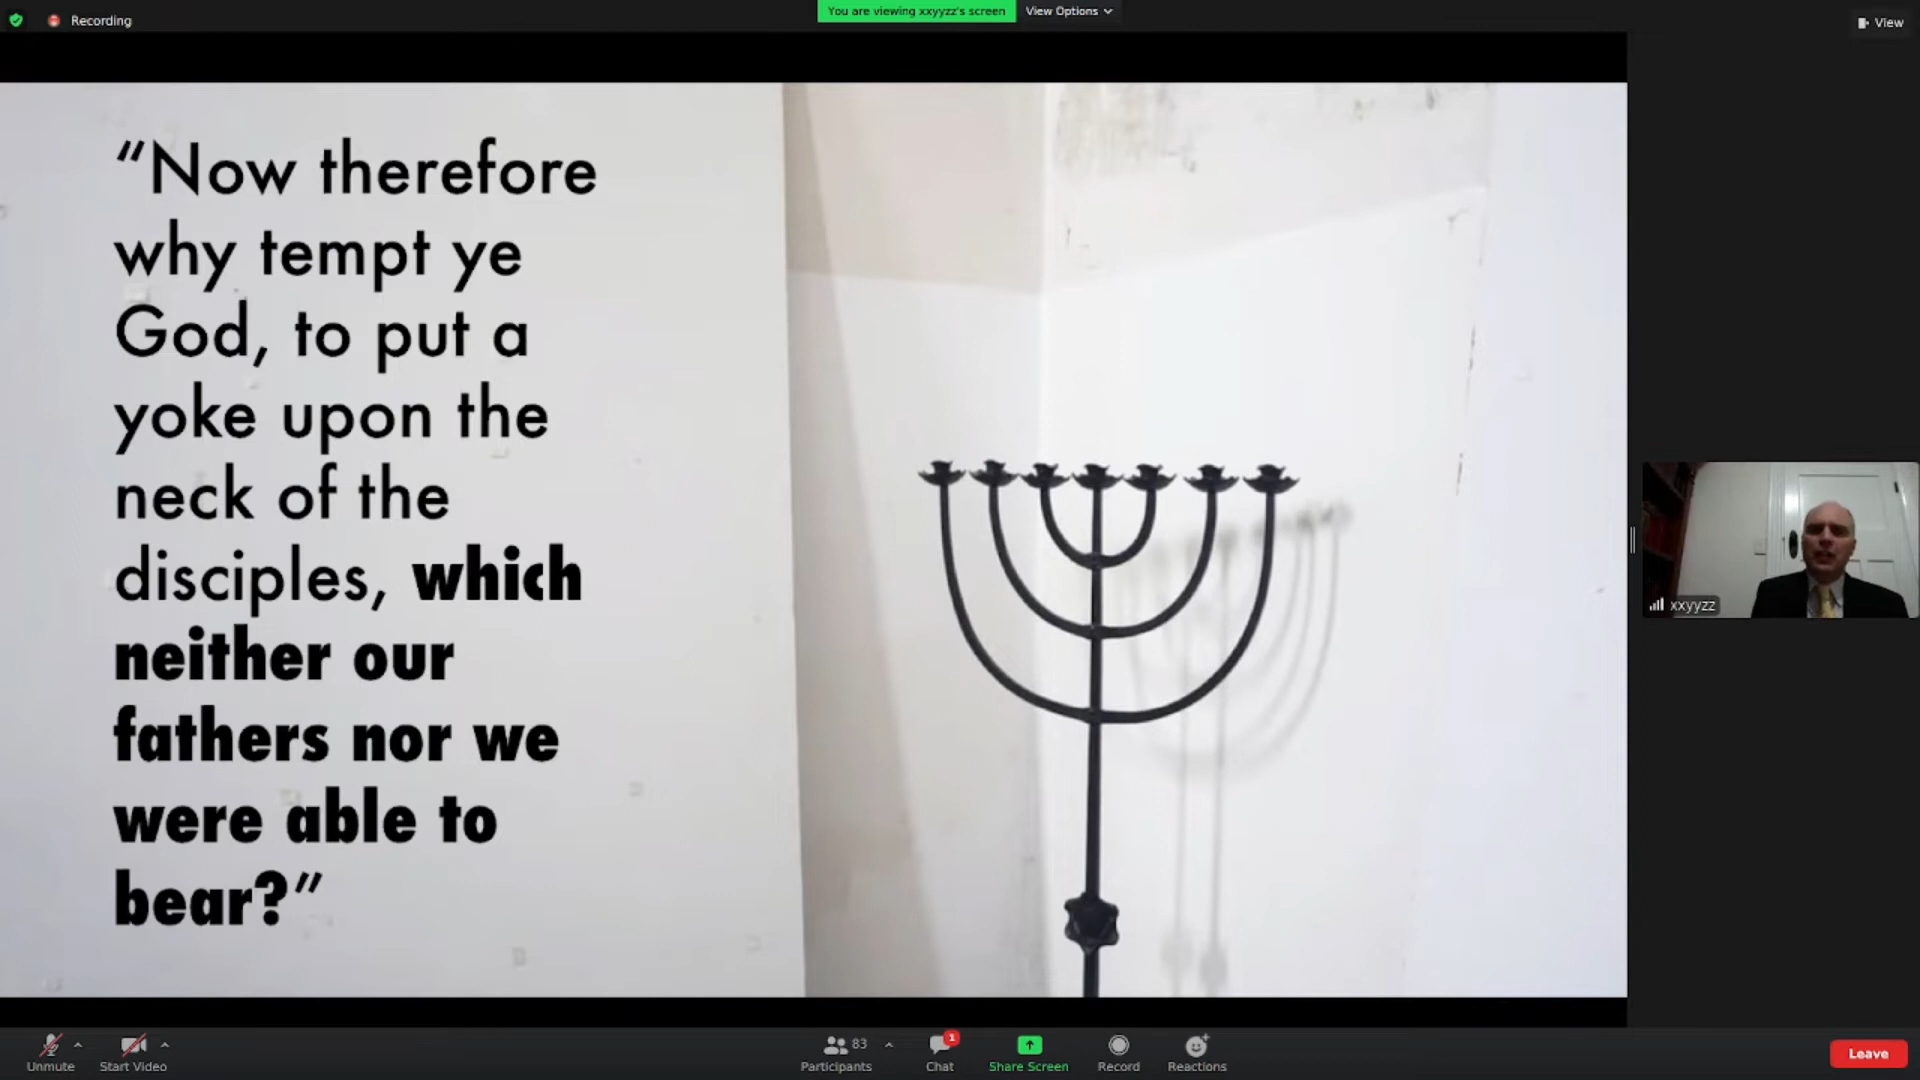 Recording
You are viewing xxyyzz's screen
View Options
View
“Now therefore
why tempt ye
God, to put a
yoke upon the
neck of the
disciples, which
neither our
fathers nor we
were able to
bear?”
xxyyzz
Unmute
Start Video
83
Participants
1
Chat
Share Screen
Record
Reactions
Leave